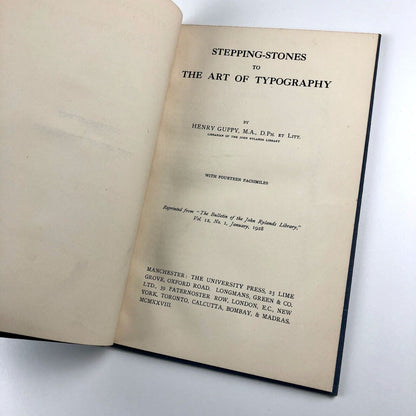 STEPPING-STONES
TO
THE ART OF TYPOGRAPHY
BY
HENRY GUPPY, M.A., D.PH. ET LITT.
LIBRARIAN OF THE JOHN RYLANDS LIBRARY
WITH FOURTEEN FACSIMILES
Reprinted from "The Bulletin of the John Rylands Library,"
Vol. 12, No. 1, January, 1928
MANCHESTER: THE UNIVERSITY PRESS, 23 LIME
GROVE, OXFORD ROAD. LONGMANS, GREEN & CO.
LTD., 39 PATERNOSTER ROW, LONDON, E.C., NEW
YORK, TORONTO, CALCUTTA, BOMBAY, & MADRAS.
MCMXXVIII.